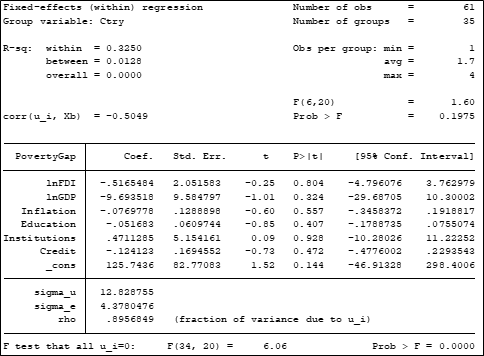 Fixed-effects (within) regression Number of obs = 61
Group variable: Ctry Number of groups = 35
R-sq: within = 0.3250 Obs per group: min = 1
between = 0.0128 avg = 1.7
overall = 0.0000 max = 4
F(6,20) = 1.60
corr(u_i, Xb) = -0.5049 Prob > F = 0.1975
PovertyGap Coef. Std. Err. t P>|t| [95% Conf. Interval]
lnFDI -.5165484 2.051583 -0.25 0.804 -4.796076 3.762979
lnGDP -9.693518 9.584797 -1.01 0.324 -29.68705 10.30002
Inflation -.0769778 .1288898 -0.60 0.557 -.3458372 .1918817
Education -.051683 .0609744 -0.85 0.407 -.1788735 .0755074
Institutions .4711285 5.154161 0.09 0.928 -10.28026 11.22252
Credit -.124123 .1694552 -0.73 0.472 -.4776002 .2293543
_cons 125.7436 82.77083 1.52 0.144 -46.91328 298.4006
sigma_u 12.828755
sigma_e 4.3780476
rho .8956849 (fraction of variance due to u_i)
F test that all u_i=0: F(34, 20) = 6.06 Prob > F = 0.0000